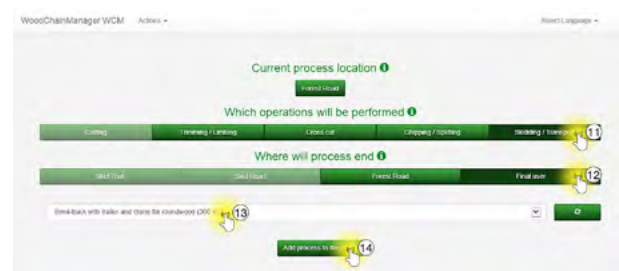 WoodChainManager WCM Actions Select Language
Current process location
Forest Road
Which operations will be performed
Cutting Trimming / Limbing Cross cut Chipping / Splitting Skidding / Transport 11
Where will process end
Skid Trail Skid Road Forest Road Final user 12
Semi-truck with trailer and crane for roundwood (300 13
Add process to the 14